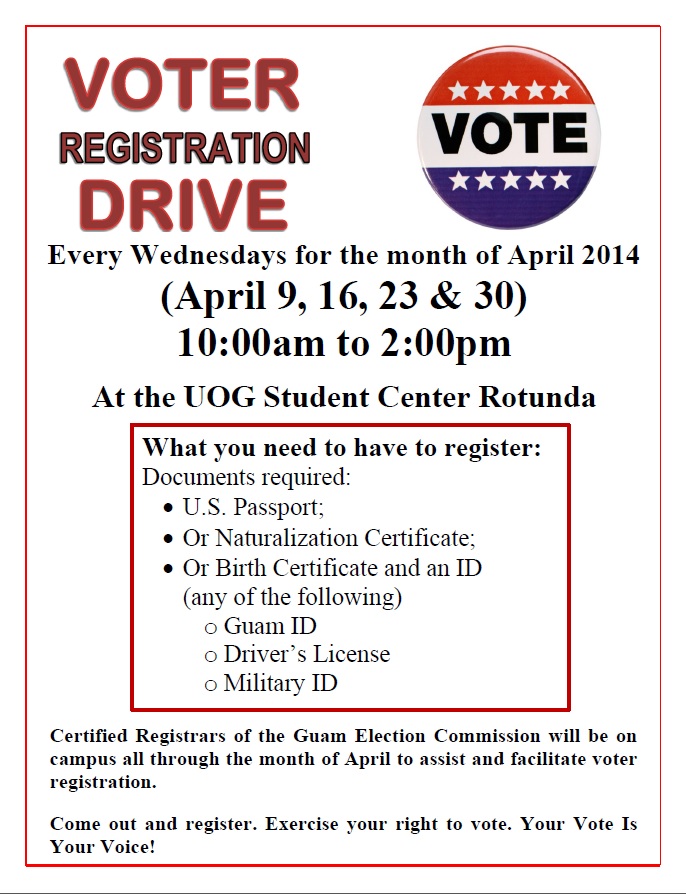 VOTER
REGISTRATION
DRIVE
VOTE
Every Wednesdays for the month of April 2014
(April 9, 16, 23 & 30)
10:00am to 2:00pm
At the UOG Student Center Rotunda
What you need to have to register:
Documents required:
• U.S. Passport;
• Or Naturalization Certificate;
• Or Birth Certificate and an ID
(any of the following)
o Guam ID
o Driver’s License
o Military ID
Certified Registrars of the Guam Election Commission will be on
campus all through the month of April to assist and facilitate voter
registration.
Come out and register. Exercise your right to vote. Your Vote Is
Your Voice!